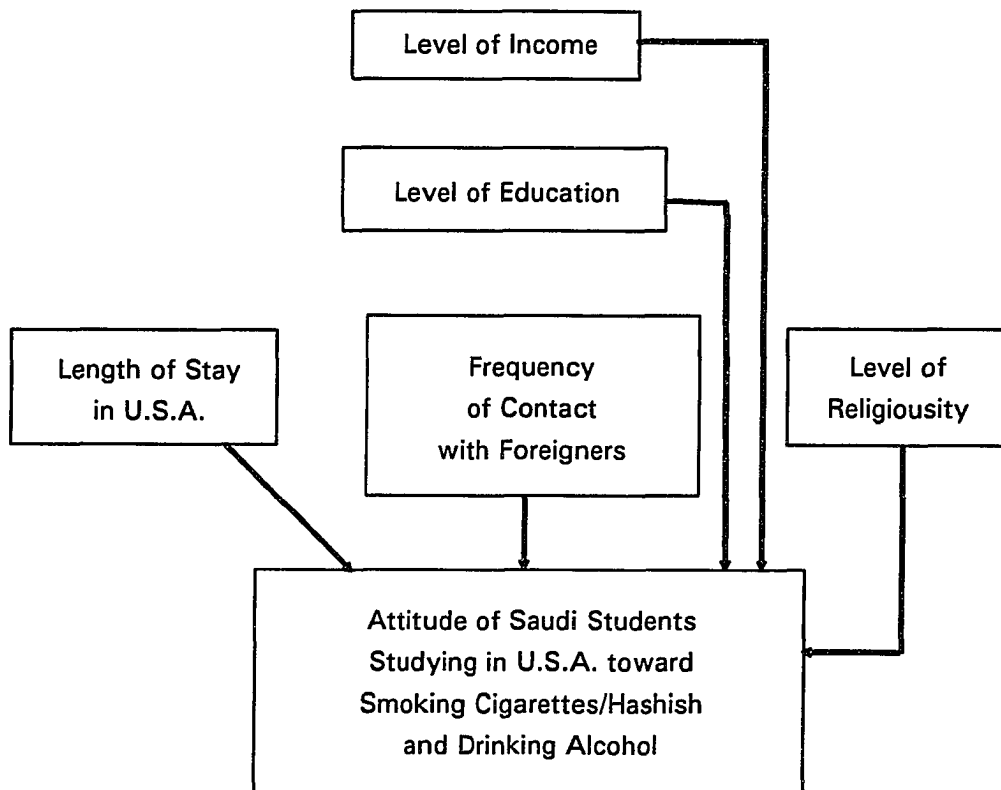 Level of Income
Level of Education
Length of Stay
in U.S.A.
Frequency
of Contact
with Foreigners
Level of
Religiousity
Attitude of Saudi Students
Studying in U.S.A. toward
Smoking Cigarettes/Hashish
and Drinking Alcohol